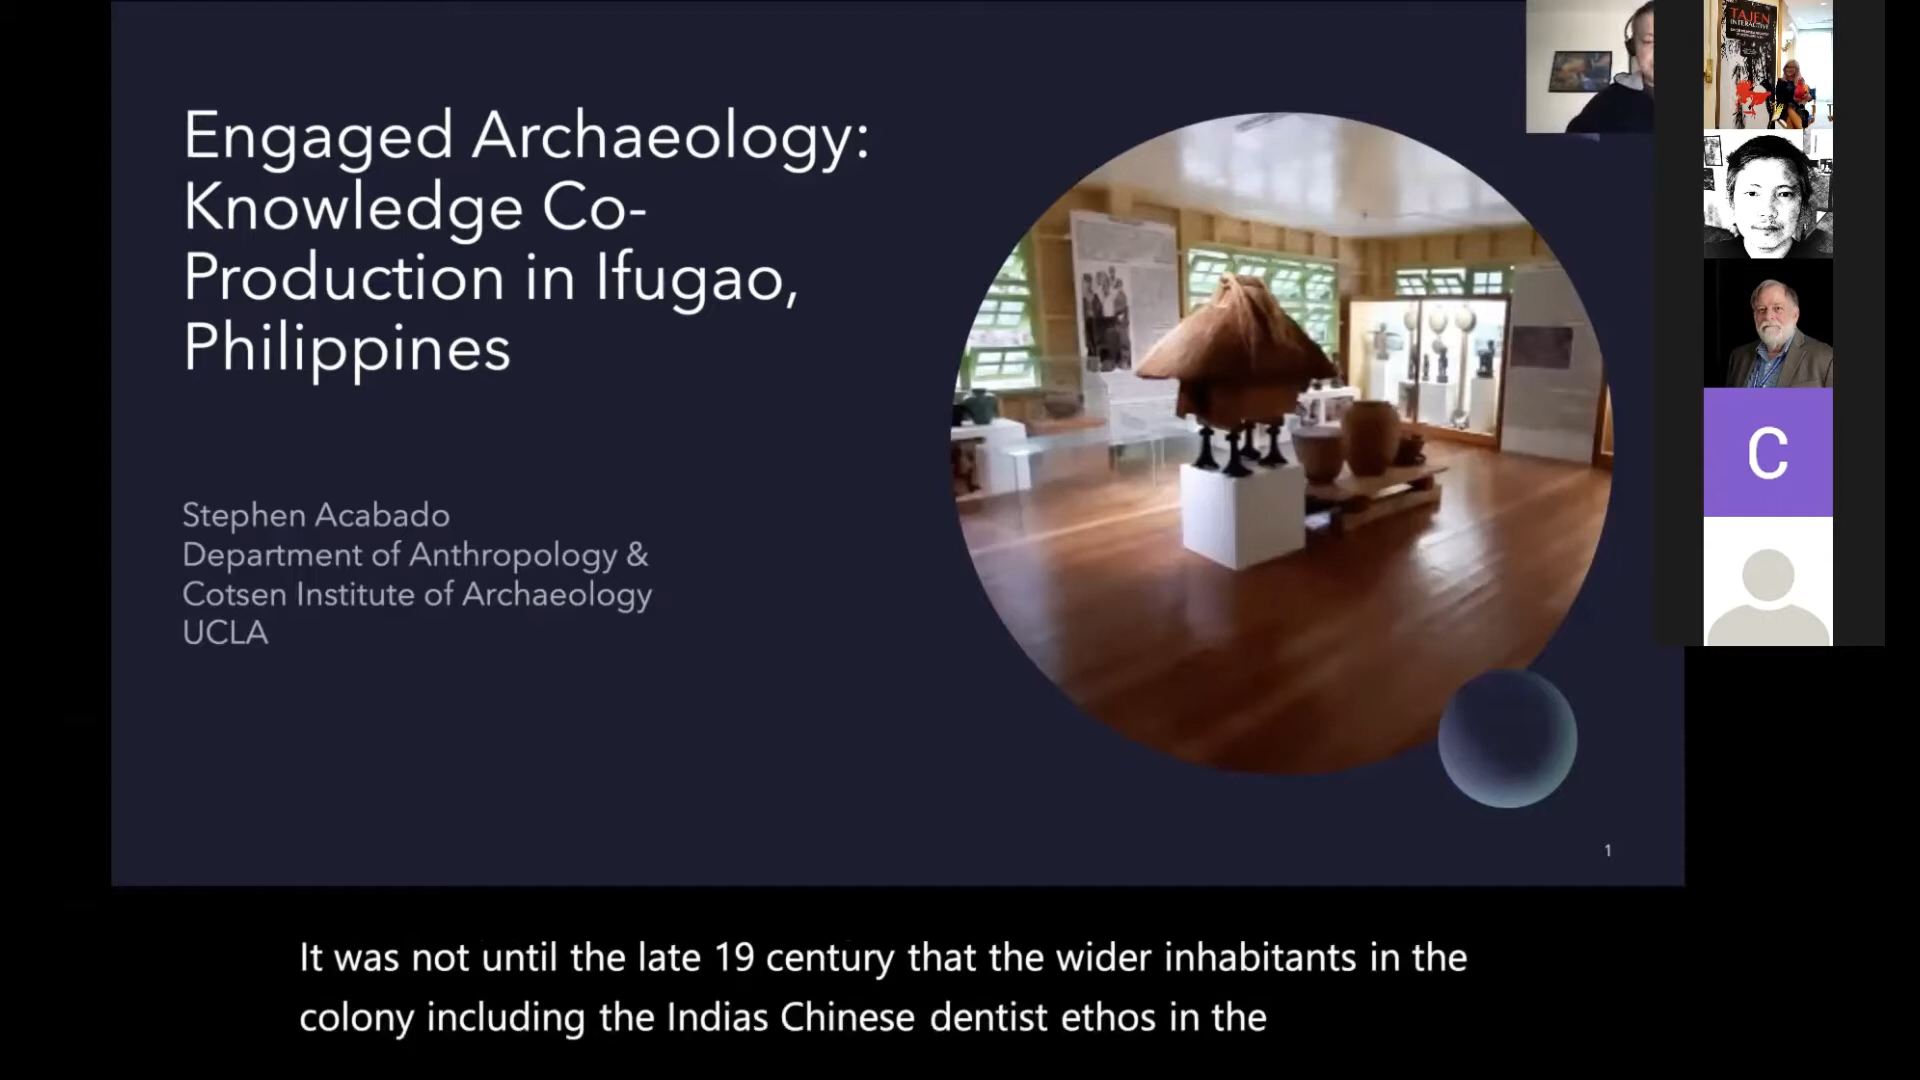 Engaged Archaeology:
Knowledge Co-
Production in Ifugao,
Philippines
Stephen Acabado
Department of Anthropology &
Cotsen Institute of Archaeology
UCLA
1
TAJEN
INTERACTIVE
C
It was not until the late 19 century that the wider inhabitants in the
colony including the Indias Chinese dentist ethos in the